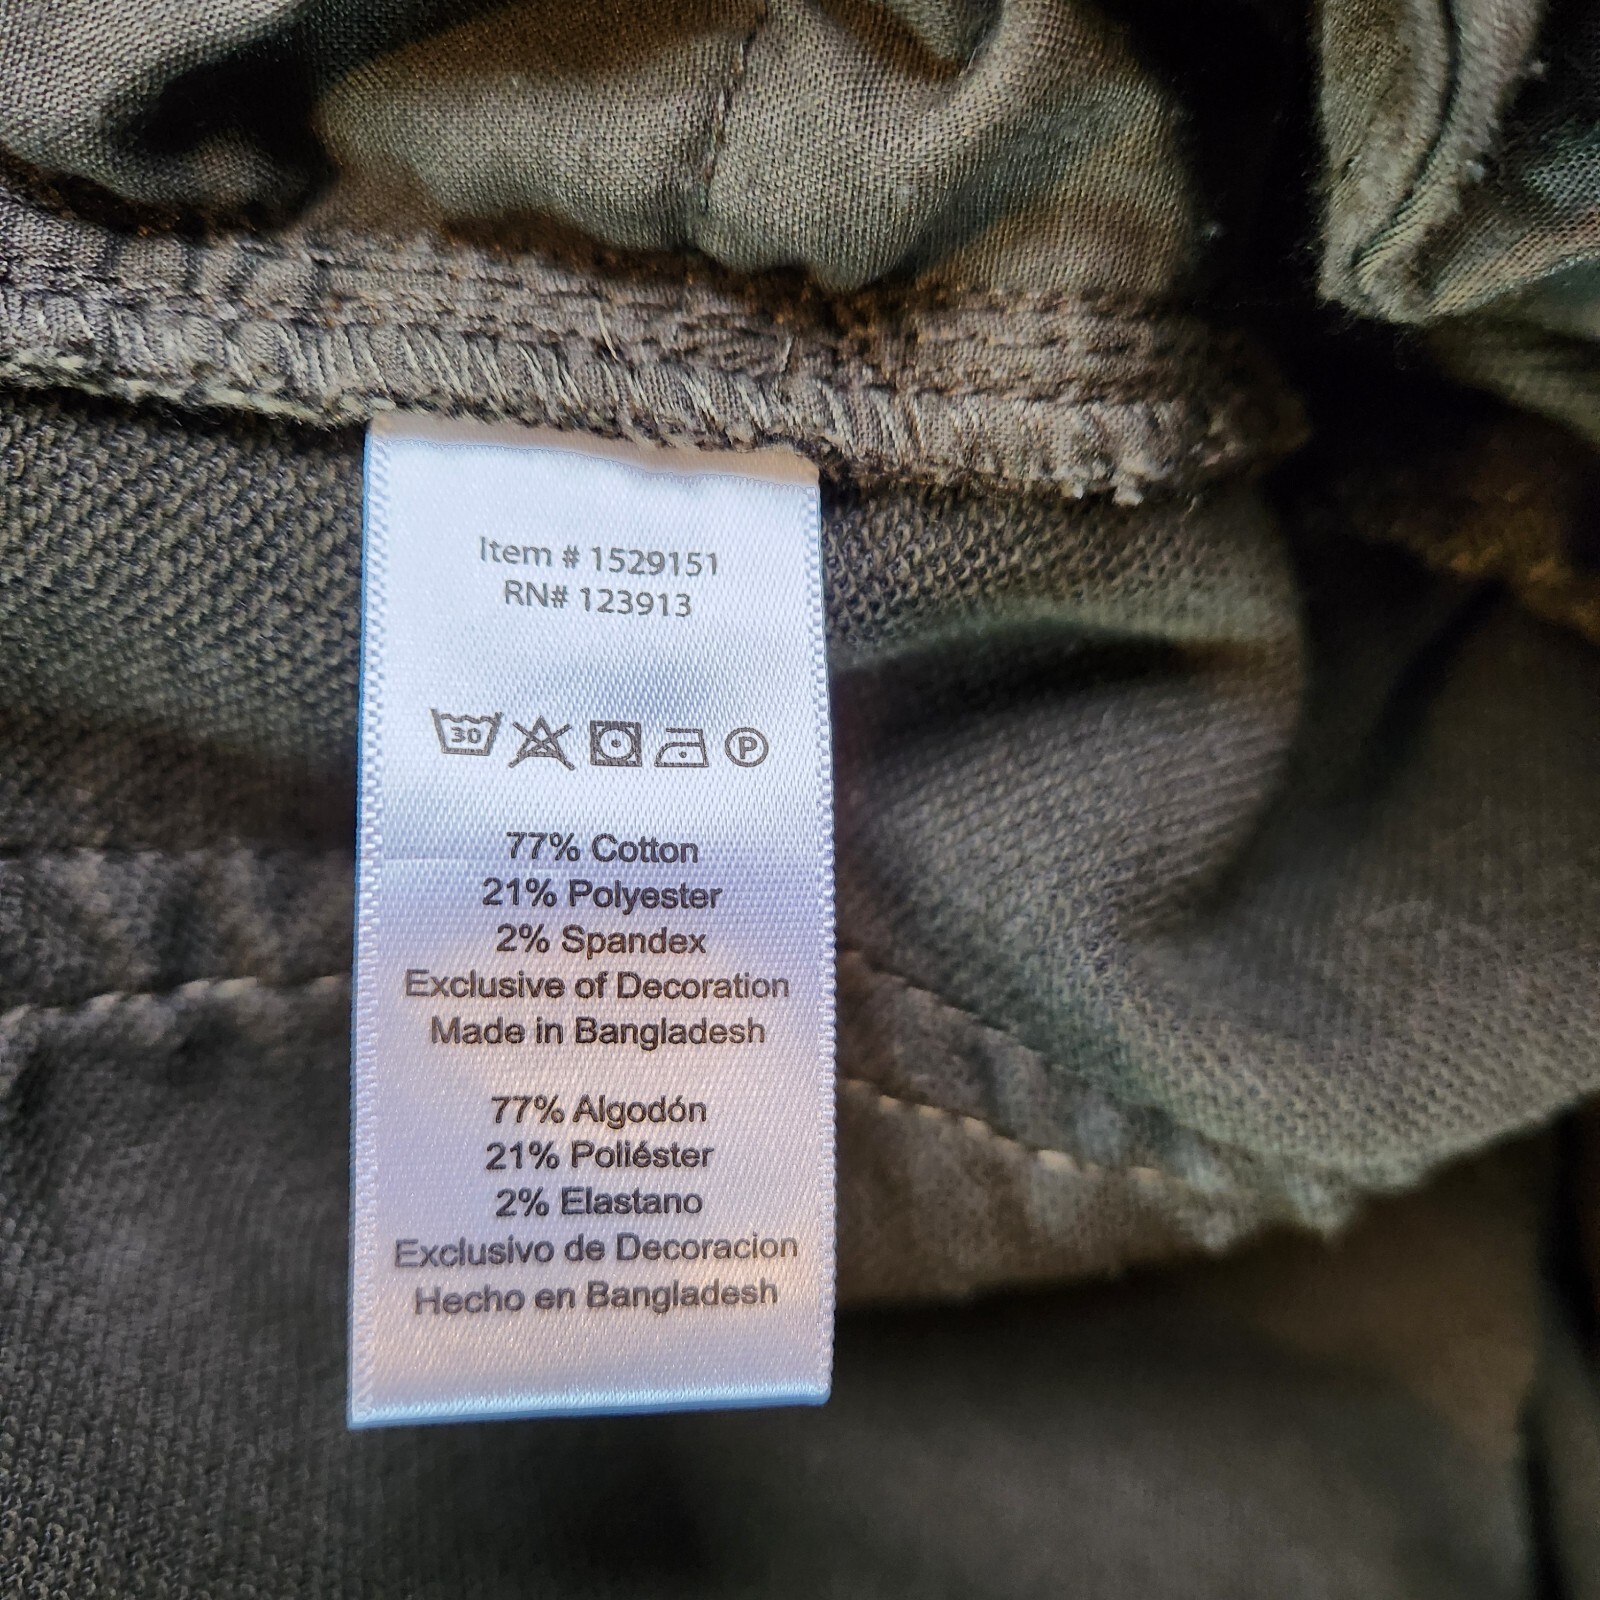 Item # 1529151
RN# 123913
30 P
77% Cotton
21% Polyester
2% Spandex
Exclusive of Decoration
Made in Bangladesh
77% Algodón
21% Poliéster
2% Elastano
Exclusivo de Decoracion
Hecho en Bangladesh